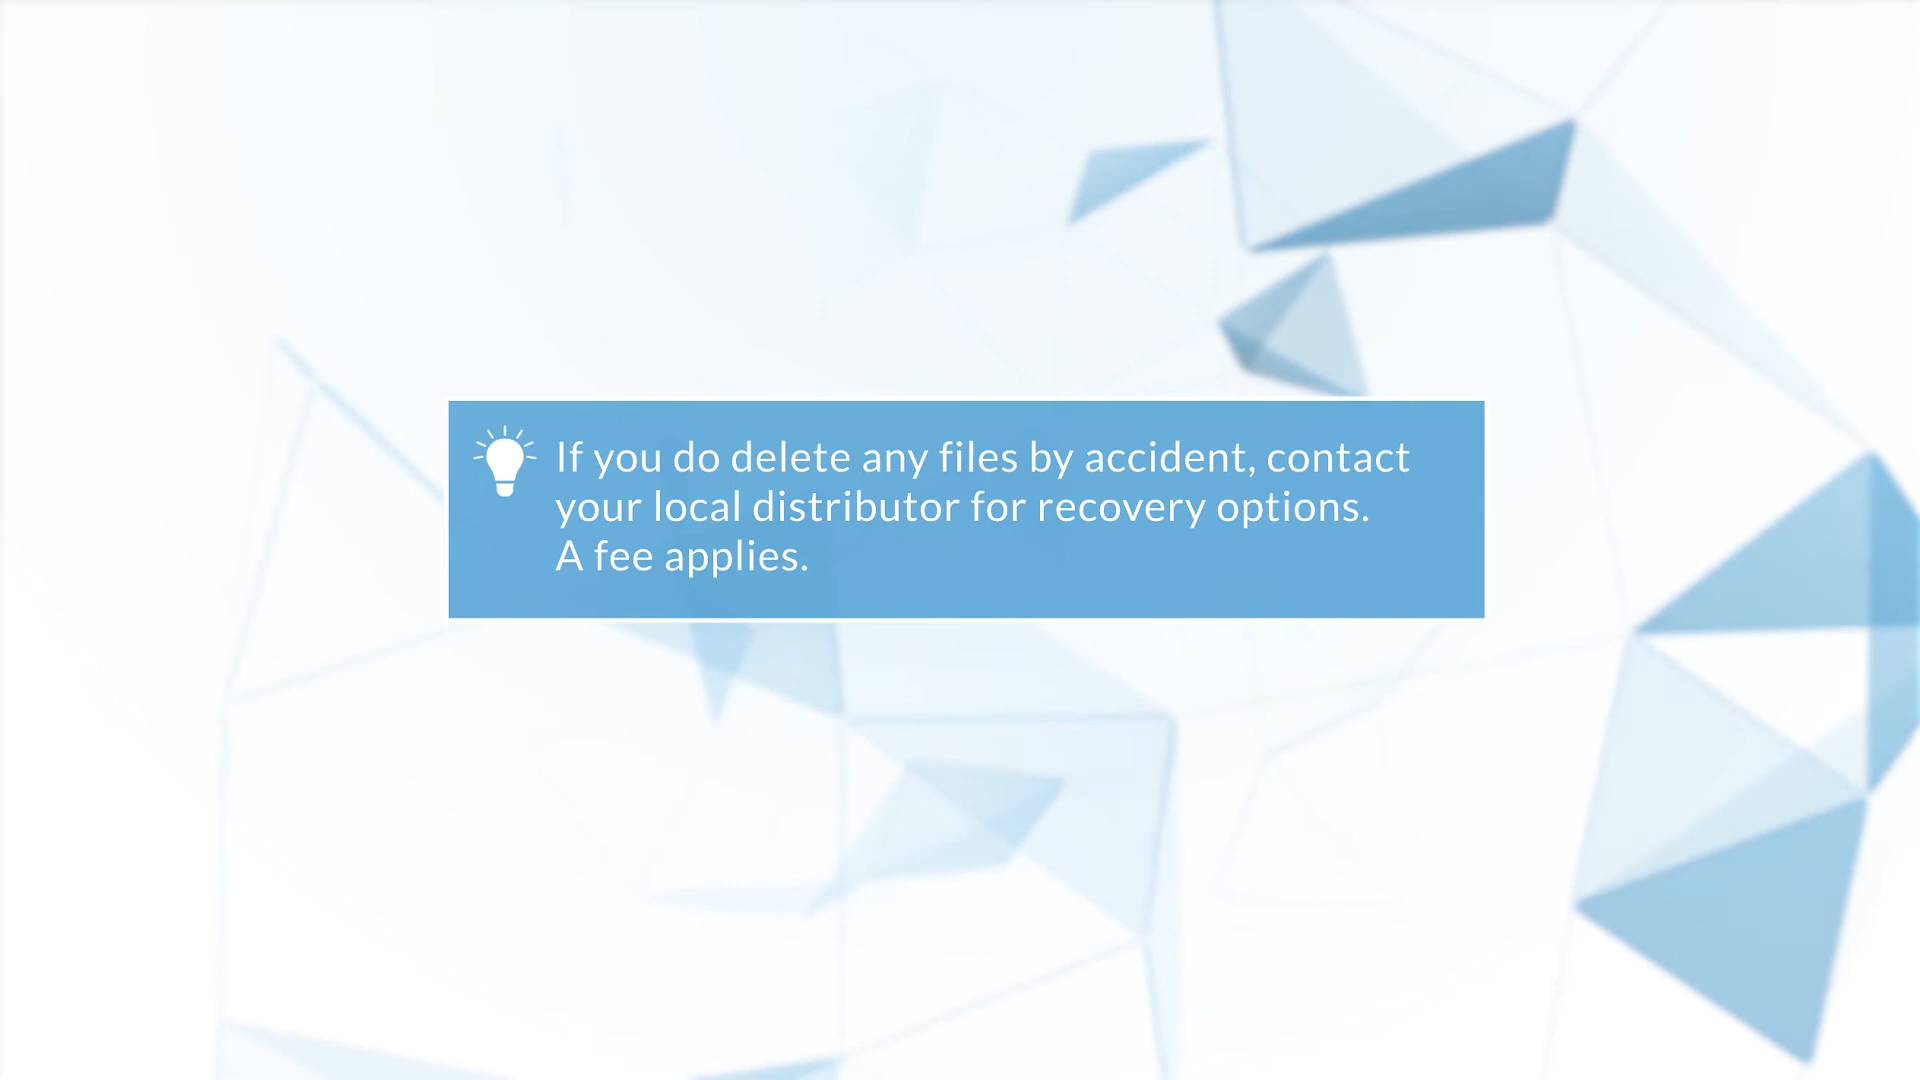 If you do delete any files by accident, contact
your local distributor for recovery options.
A fee applies.